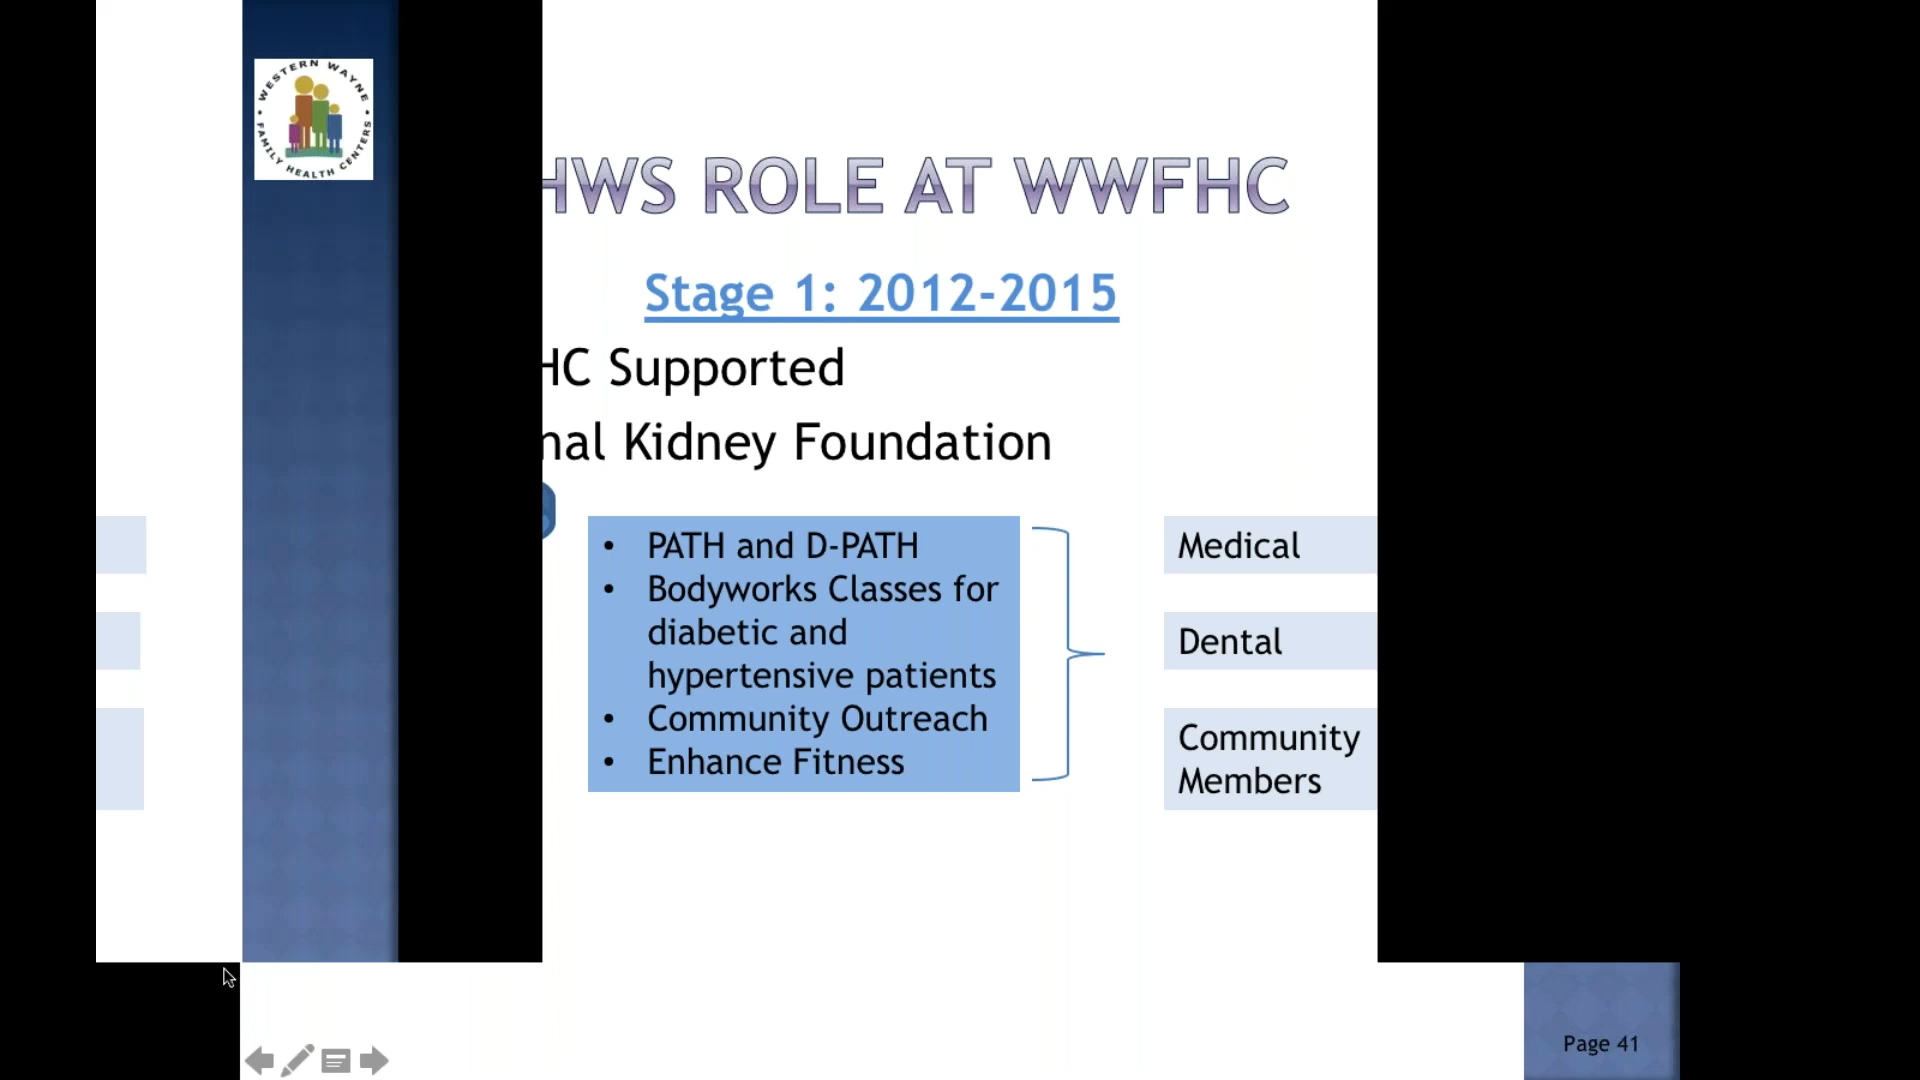 WESTERN WAYNE
FAMILY HEALTH CENTERS
HWS ROLE AT WWFHC
Stage 1: 2012-2015
HC Supported
nal Kidney Foundation
• PATH and D-PATH
• Bodyworks Classes for
diabetic and
hypertensive patients
• Community Outreach
• Enhance Fitness
Medical
Dental
Community
Members
Page 41